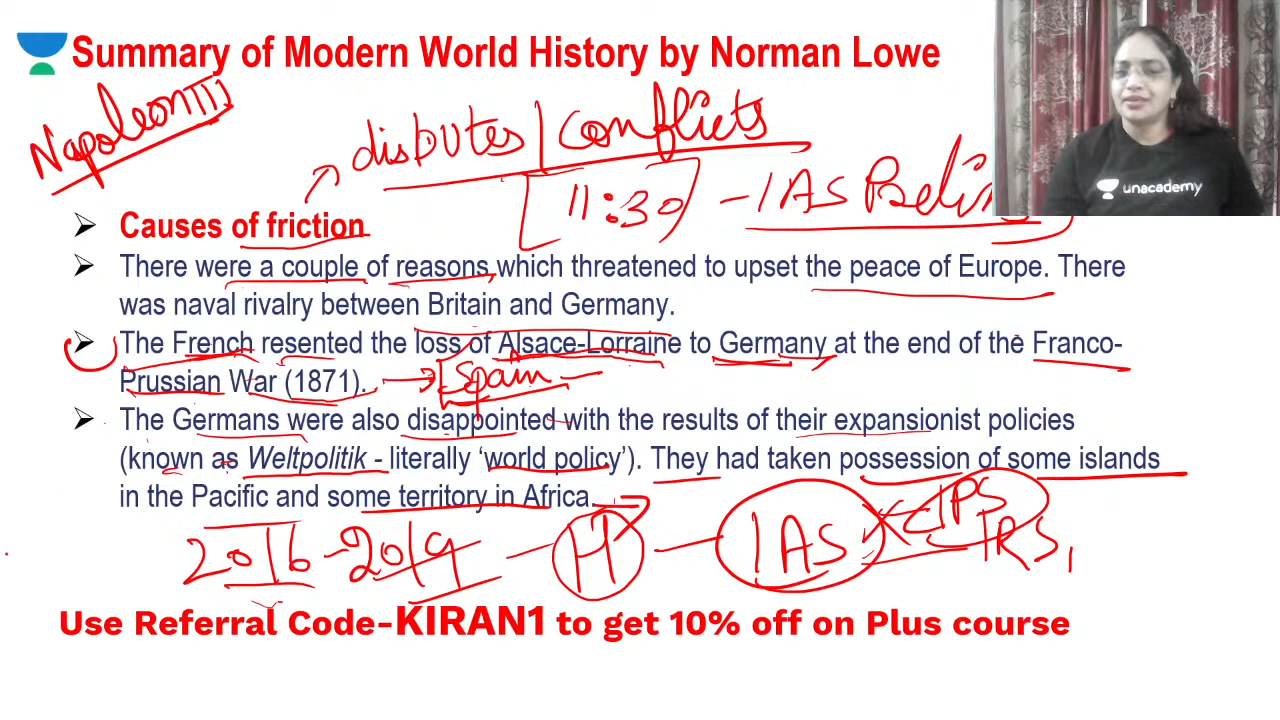 Summary of Modern World History by Norman Lowe
Napoleon III
disputes | conflicts
[11:30] - IAS
unacademy
Causes of friction
There were a couple of reasons which threatened to upset the peace of Europe. There
was naval rivalry between Britain and Germany.
The French resented the loss of Alsace-Lorraine to Germany at the end of the Franco-
Prussian War (1871).
Spain
The Germans were also disappointed with the results of their expansionist policies
(known as Weltpolitik - literally ‘world policy’). They had taken possession of some islands
in the Pacific and some territory in Africa.
2016 - 2019 - H - IAS IPS
IRS,
Use Referral Code-KIRAN1 to get 10% off on Plus course